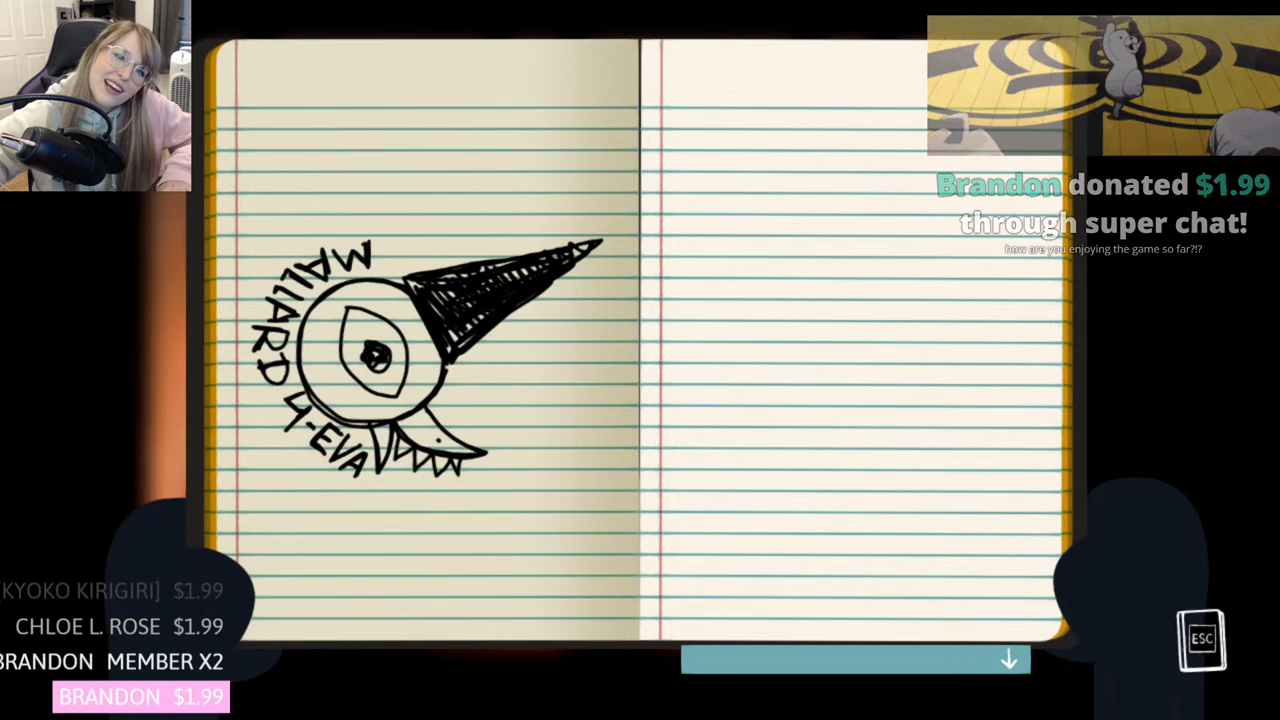 Brandon donated $1.99
through super chat!
how are you enjoying the game so far?!?
MALLARD 4-EVA
[KYOKO KIRIGIRI] $1.99
CHLOE L. ROSE $1.99
BRANDON MEMBER X2
BRANDON $1.99
ESC